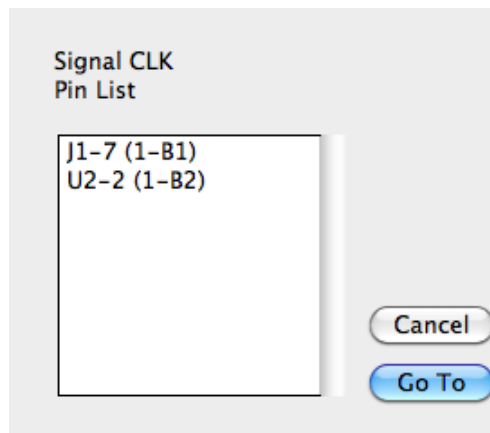 Signal CLK
Pin List
J1-7 (1-B1)
U2-2 (1-B2)
Cancel
Go To